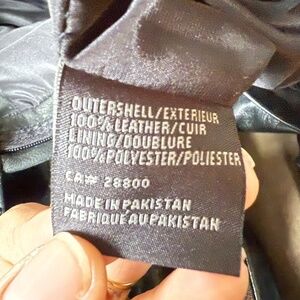 OUTERSHELL/EXTERIEUR
100% LEATHER/CUIR
LINING/DOUBLURE
100% POLYESTER/POLIESTER
CA# 28800
MADE IN PAKISTAN
FABRIQUE AU PAKISTAN